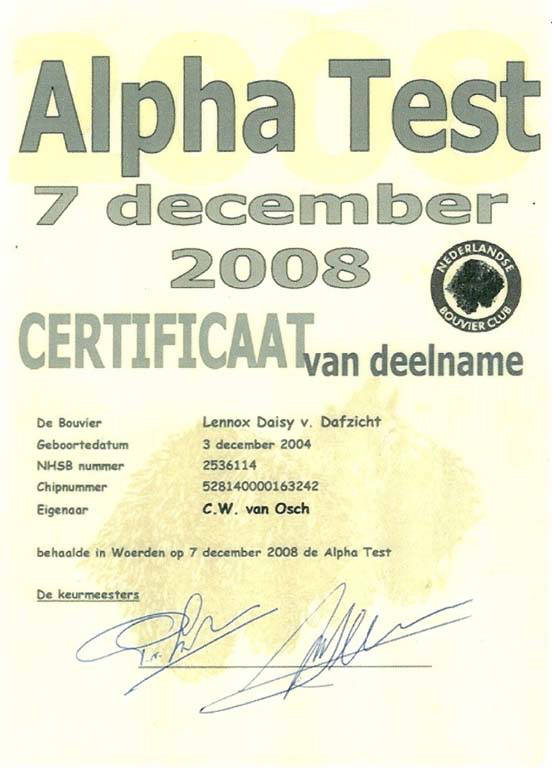 2008
Alpha Test
7 december
2008
NEDERLANDSE
BOUVIER CLUB
CERTIFICAAT van deelname
De Bouvier Lennox Daisy v. Dafzicht
Geboortedatum 3 december 2004
NHSB nummer 2536114
Chipnummer 528140000163242
Eigenaar C.W. van Osch
behaalde in Woerden op 7 december 2008 de Alpha Test
De keurmeesters